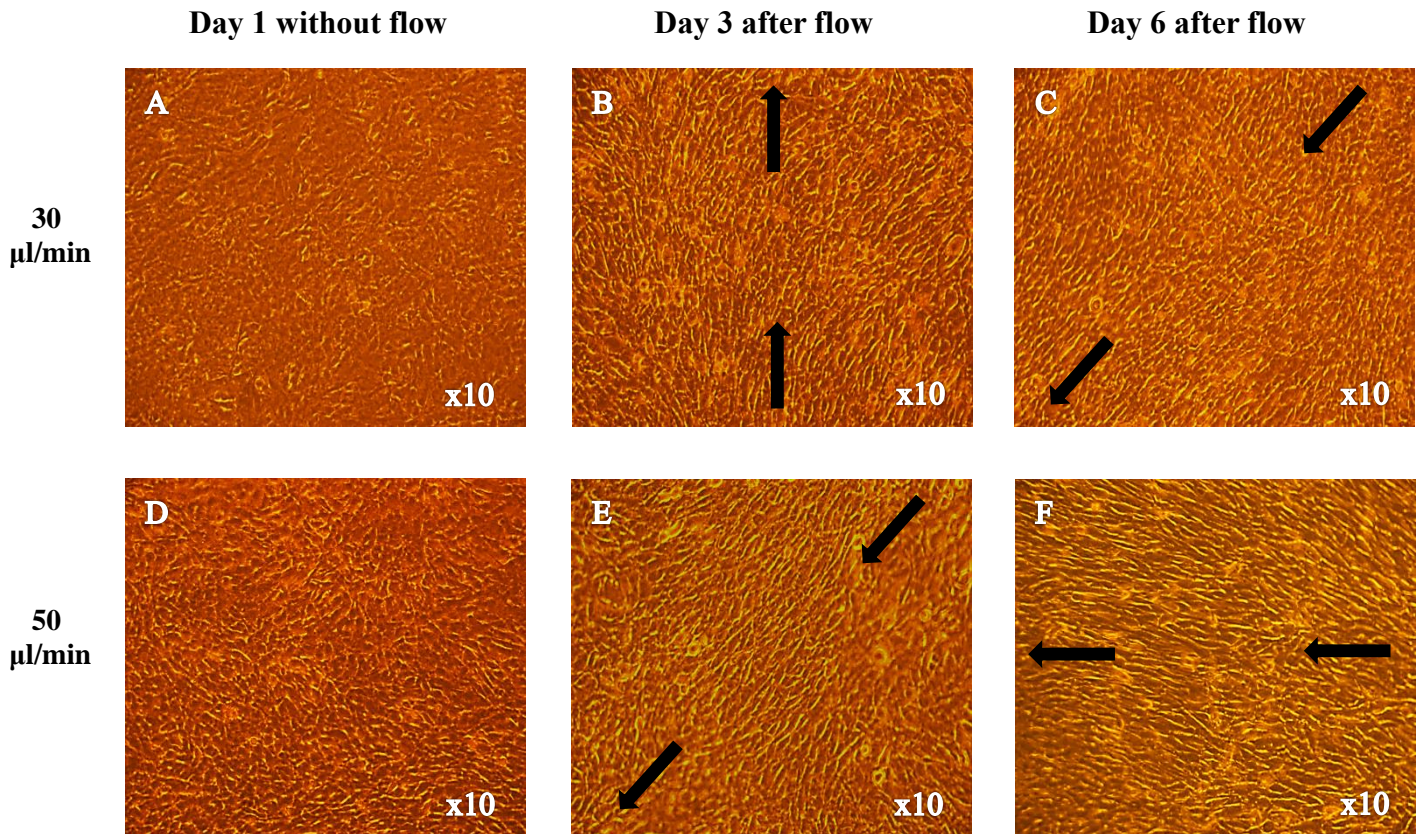 Day 1 without flow
Day 3 after flow
Day 6 after flow
30
μl/min
A
x10
B
x10
C
x10
50
μl/min
D
x10
E
x10
F
x10